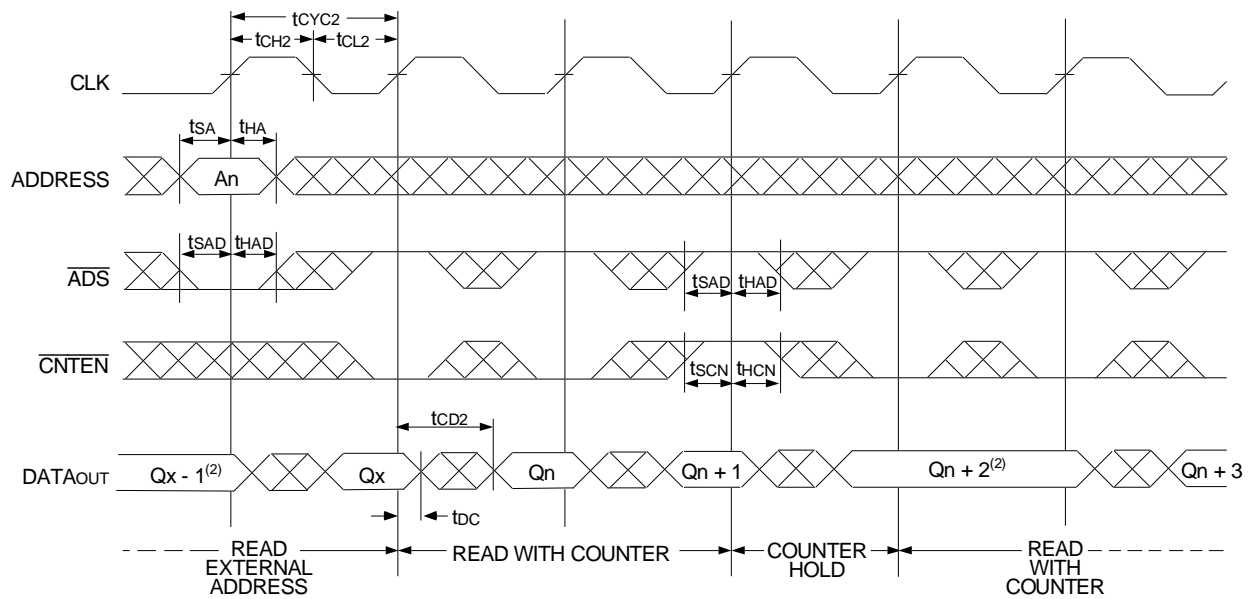 tCYC2
tCH2
tCL2
CLK
tSA
tHA
ADDRESS
An
tSAD
tHAD
ADS
tSAD
tHAD
CNTEN
tSCN
tHCN
tCD2
DATAOUT
Qx - 1(2)
Qx
Qn
Qn + 1
Qn + 2(2)
Qn + 3
tDC
READ
EXTERNAL
ADDRESS
READ WITH COUNTER
COUNTER
HOLD
READ
WITH
COUNTER